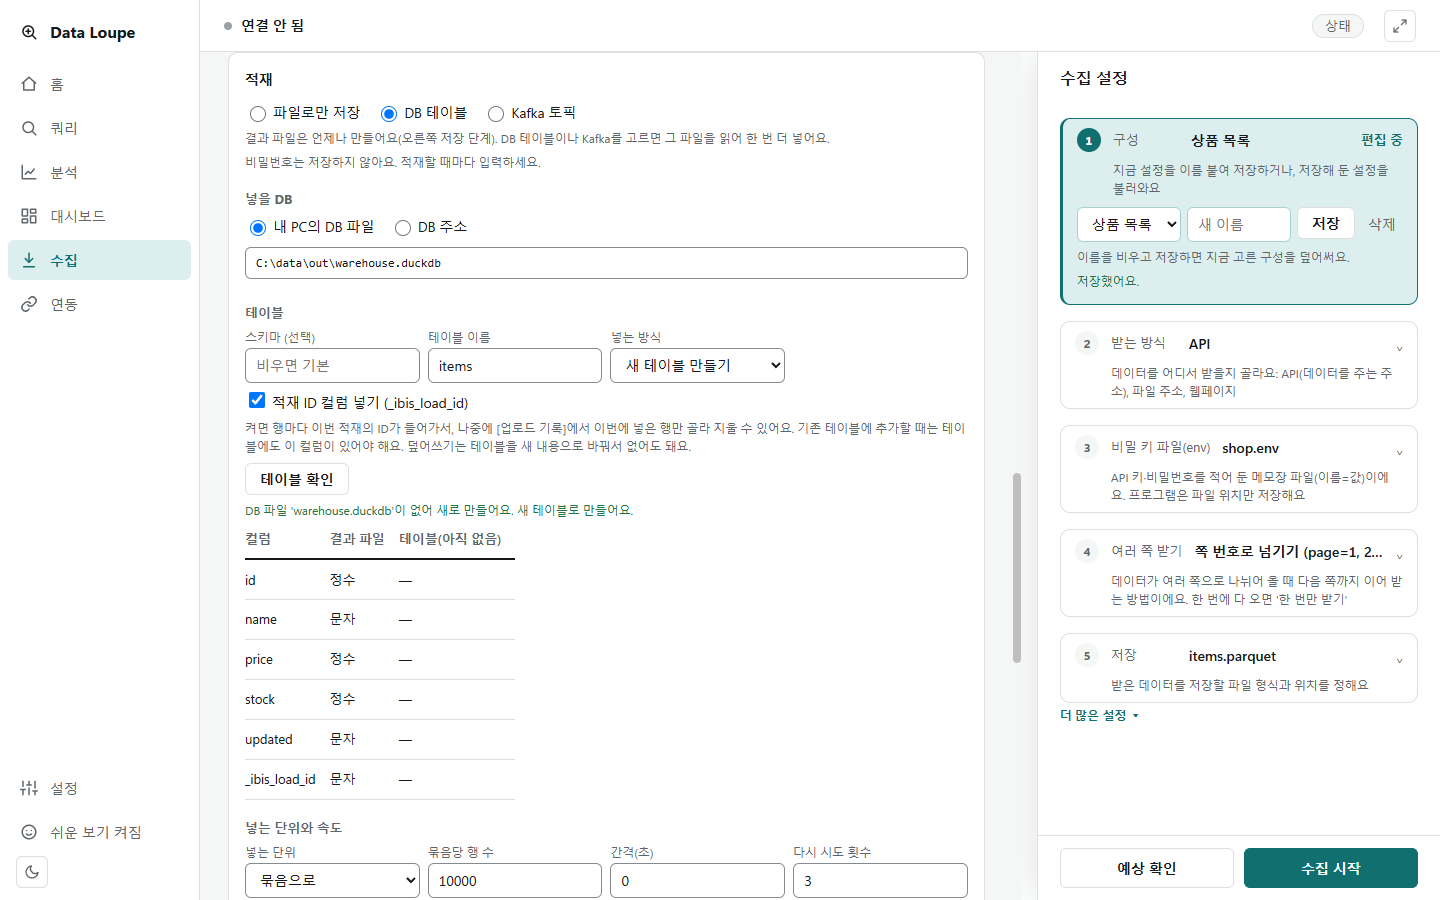 Data Loupe
홈
쿼리
분석
대시보드
수집
연동
설정
쉬운 보기 켜짐
연결 안 됨
상태
적재
파일로만 저장
DB 테이블
Kafka 토픽
결과 파일은 언제나 만들어요(오른쪽 저장 단계). DB 테이블이나 Kafka를 고르면 그 파일을 읽어 한 번 더 넣어요.
비밀번호는 저장하지 않아요. 적재할 때마다 입력하세요.
넣을 DB
내 PC의 DB 파일
DB 주소
C:\data\out\warehouse.duckdb
테이블
스키마 (선택)
테이블 이름
넣는 방식
비우면 기본
items
새 테이블 만들기
적재 ID 컬럼 넣기 (_ibis_load_id)
켜면 행마다 이번 적재의 ID가 들어가서, 나중에 [업로드 기록]에서 이번에 넣은 행만 골라 지울 수 있어요. 기존 테이블에 추가할 때는 테이
블에도 이 컬럼이 있어야 해요. 덮어쓰기는 테이블을 새 내용으로 바꿔서 없어도 돼요.
테이블 확인
DB 파일 'warehouse.duckdb'이 없어 새로 만들어요. 새 테이블로 만들어요.
컬럼 결과 파일 테이블(아직 없음)
id 정수 —
name 문자 —
price 정수 —
stock 정수 —
updated 문자 —
_ibis_load_id 문자 —
넣는 단위와 속도
넣는 단위
묶음당 행 수
간격(초)
다시 시도 횟수
묶음으로
10000
0
3
수집 설정
1 구성 상품 목록 편집 중
지금 설정을 이름 붙여 저장하거나, 저장해 둔 설정을
불러와요
상품 목록
새 이름
저장
삭제
이름을 비우고 저장하면 지금 고른 구성을 덮어써요.
저장했어요.
2 받는 방식 API
데이터를 어디서 받을지 골라요: API(데이터를 주는 주
소), 파일 주소, 웹페이지
3 비밀 키 파일(env) shop.env
API 키·비밀번호를 적어 둔 메모장 파일(이름=값)이에
요. 프로그램은 파일 위치만 저장해요
4 여러 쪽 받기 쪽 번호로 넘기기 (page=1, 2...
데이터가 여러 쪽으로 나뉘어 올 때 다음 쪽까지 이어 받
는 방법이에요. 한 번에 다 오면 '한 번만 받기'
5 저장 items.parquet
받은 데이터를 저장할 파일 형식과 위치를 정해요
더 많은 설정
예상 확인
수집 시작